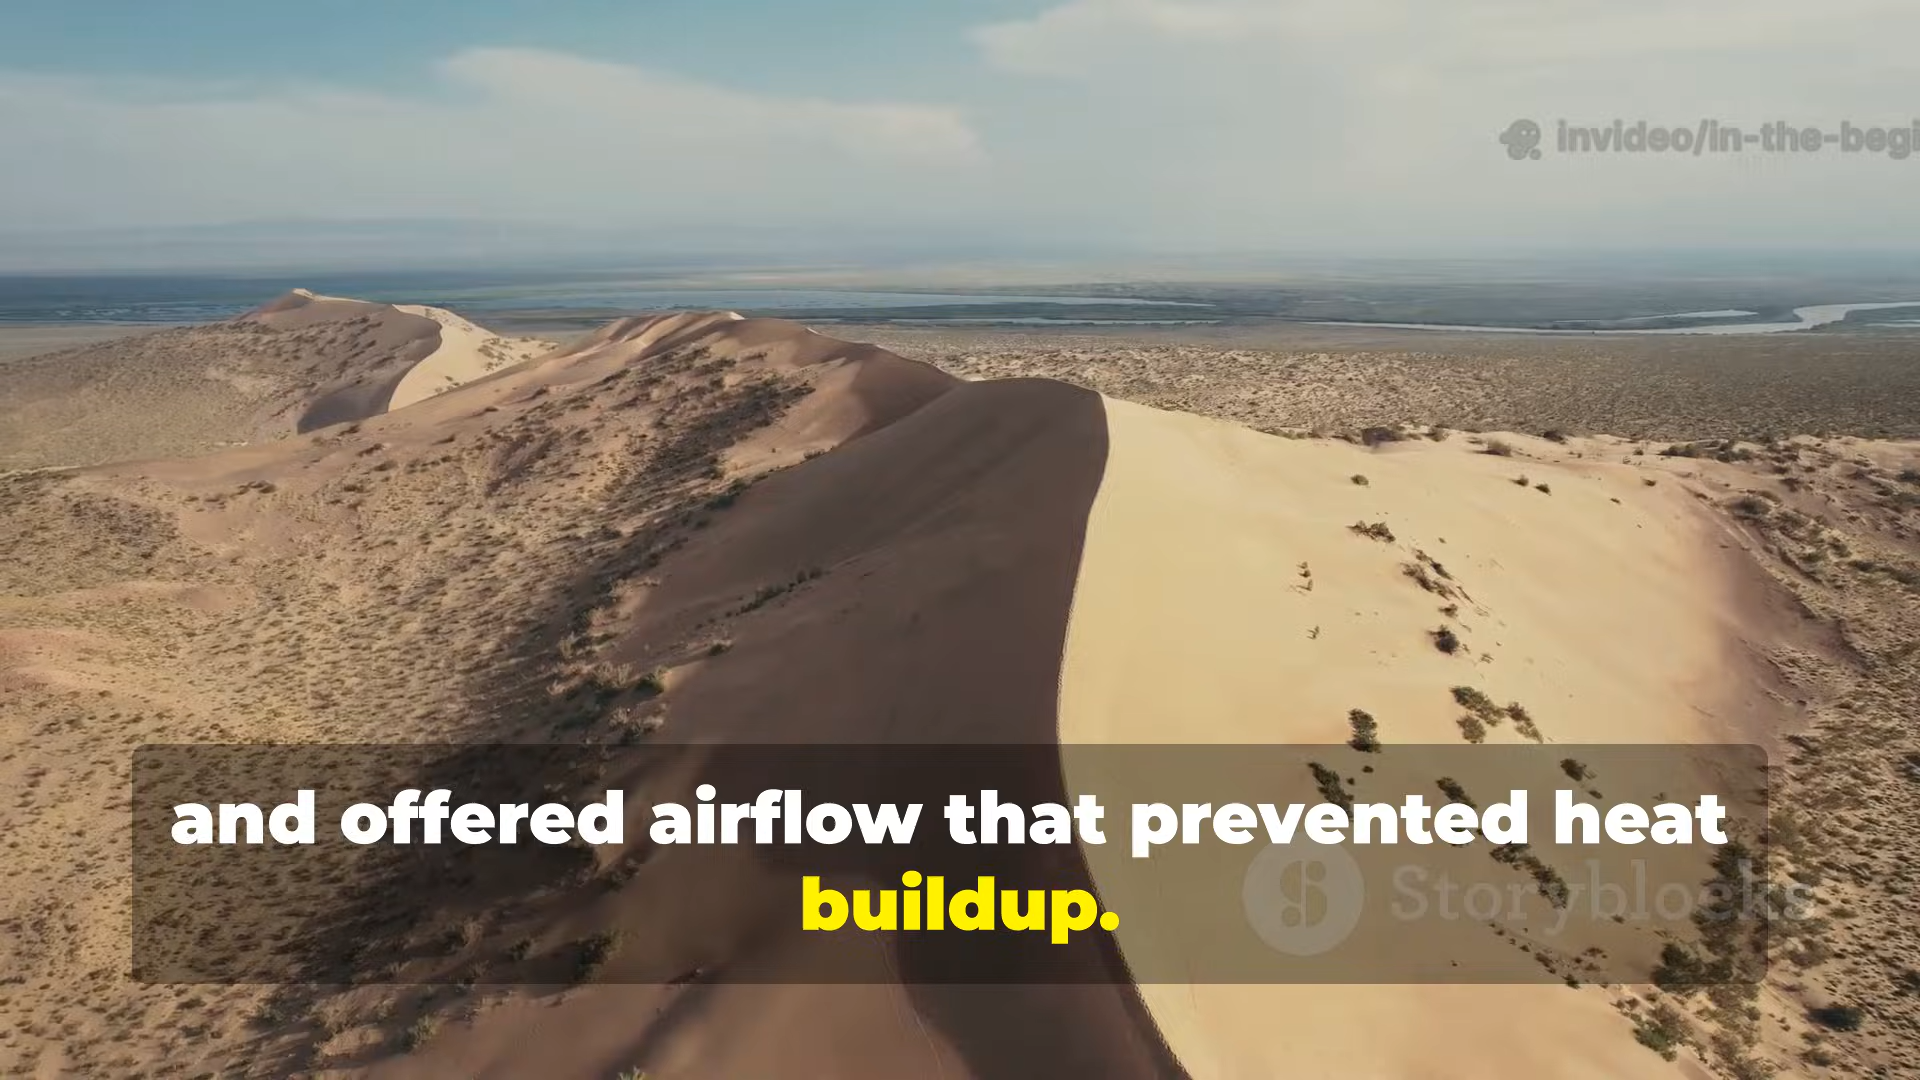 invideo/in-the-begi
and offered airflow that prevented heat
buildup.
Storyblocks